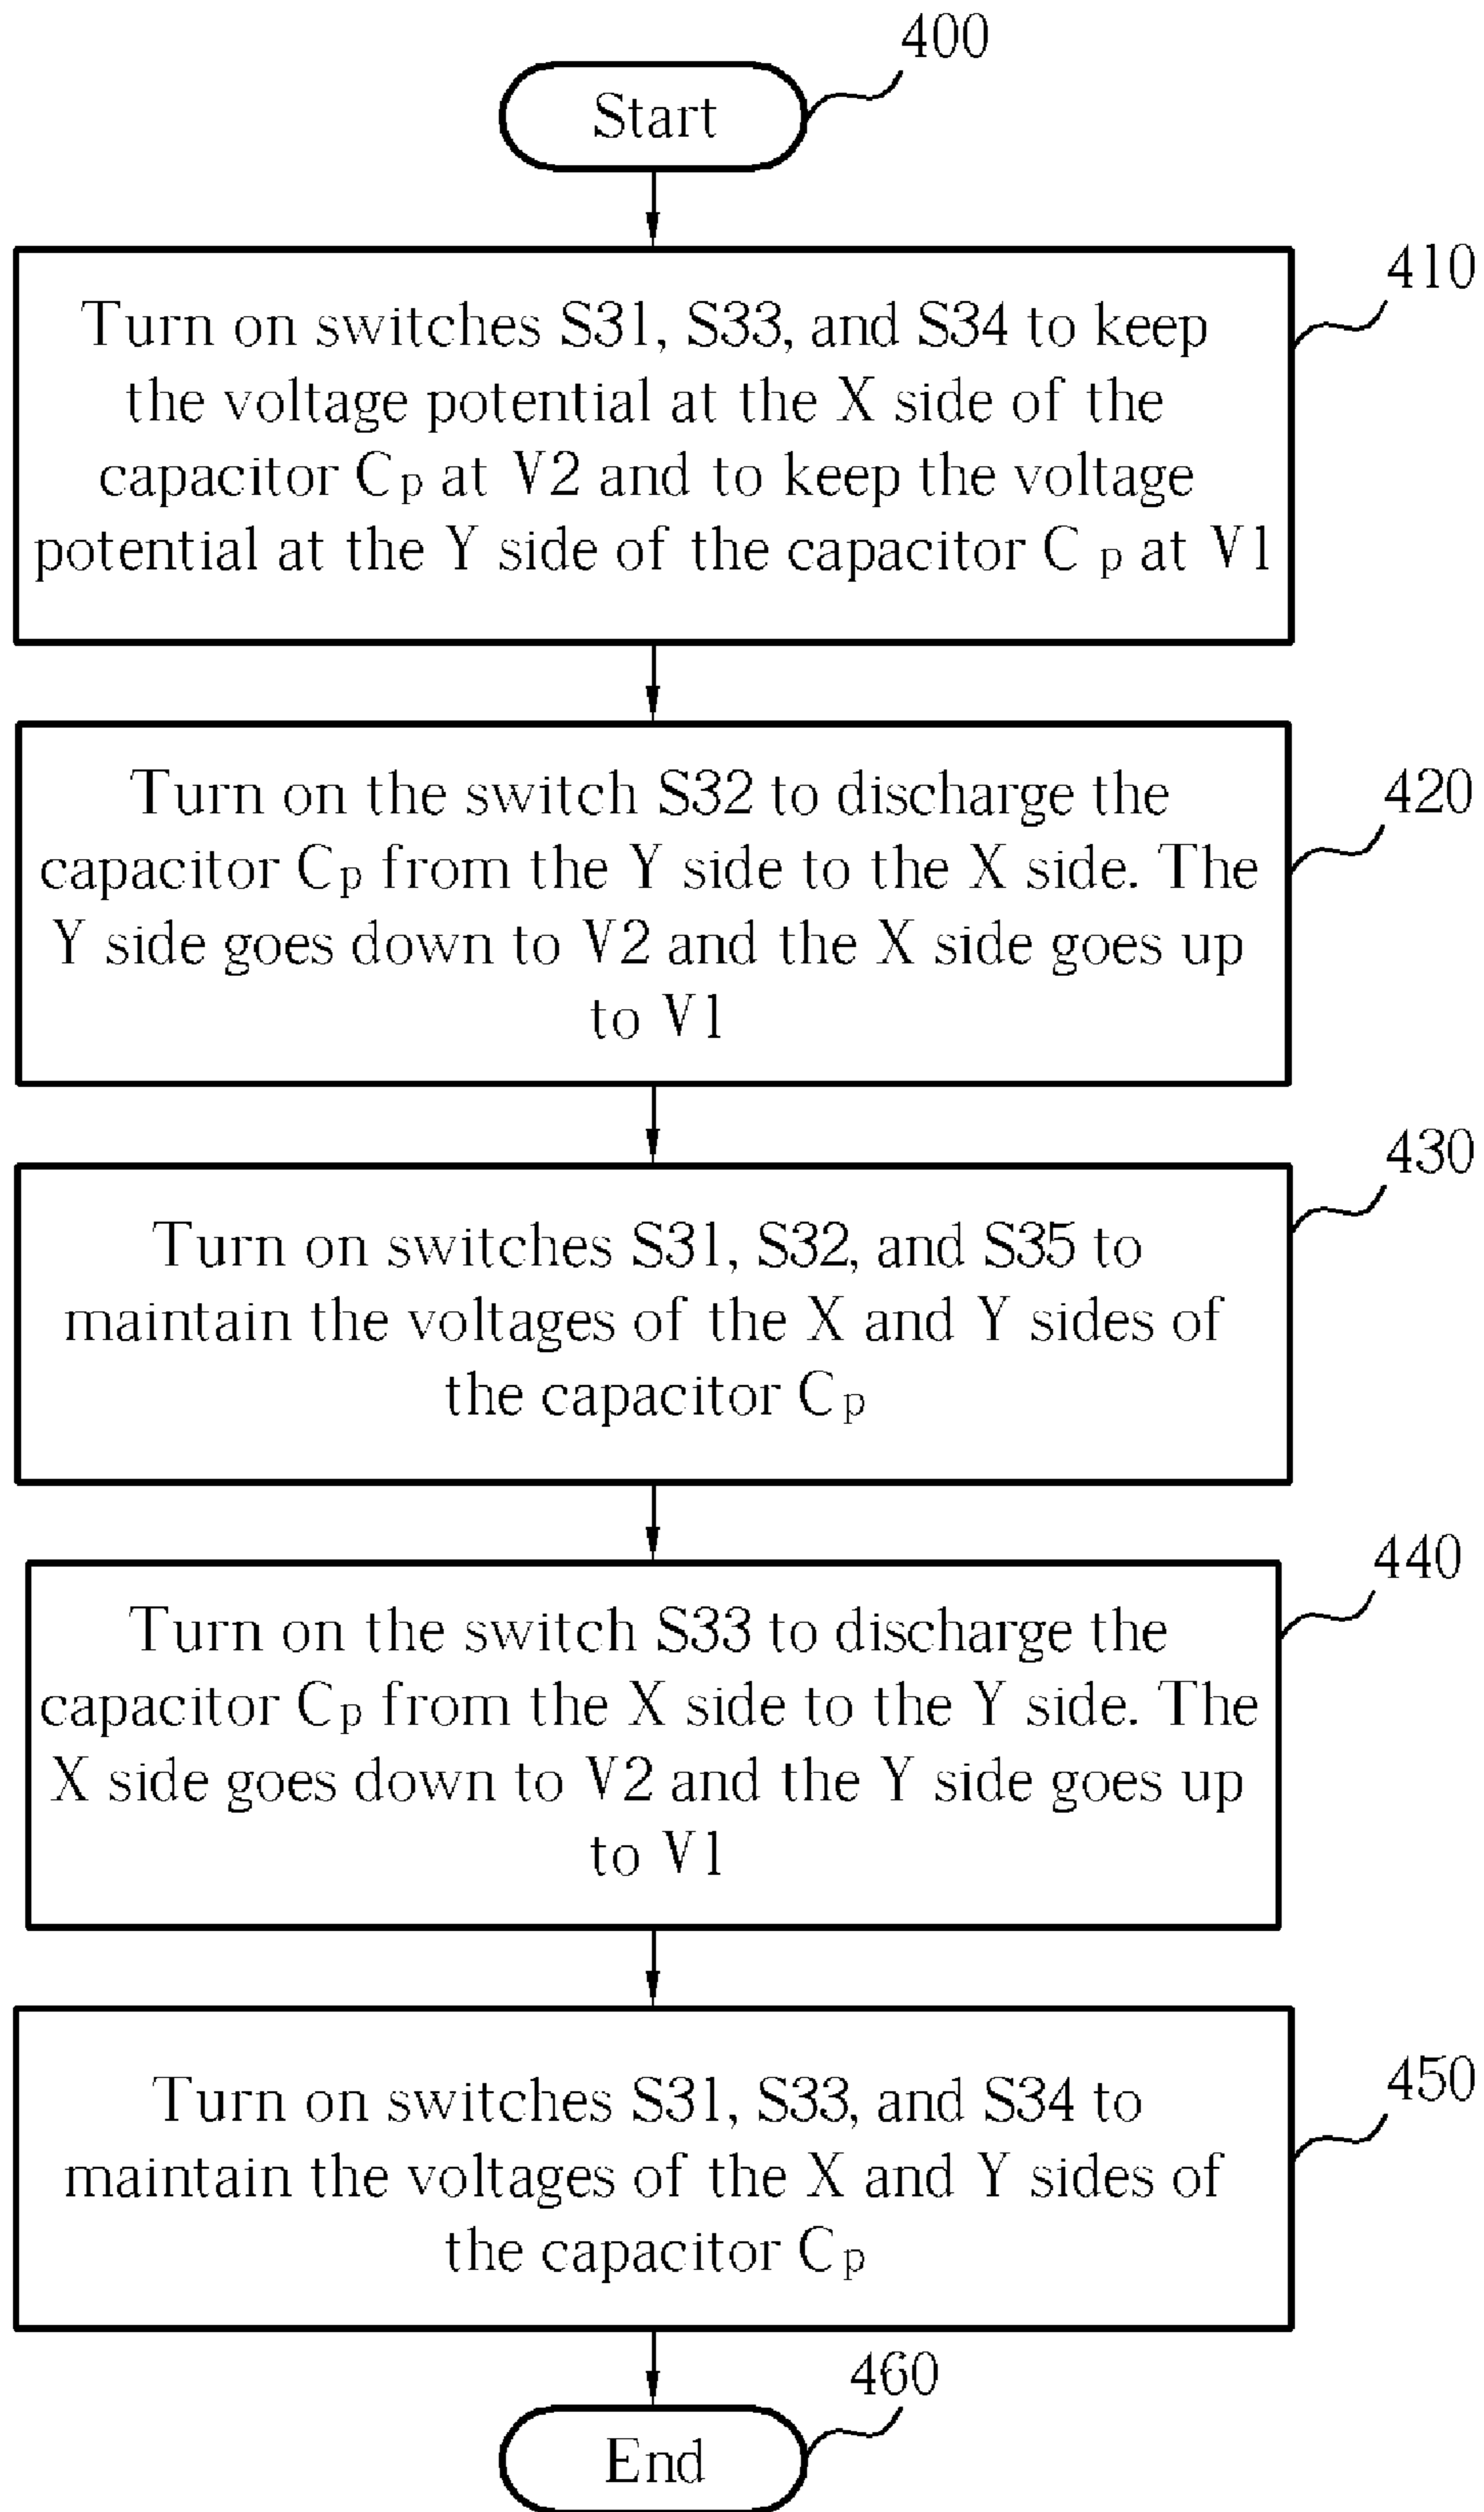 400
Start
410
Turn on switches S31, S33, and S34 to keep
the voltage potential at the X side of the
capacitor Cp at V2 and to keep the voltage
potential at the Y side of the capacitor Cp at V1
420
Turn on the switch S32 to discharge the
capacitor Cp from the Y side to the X side. The
Y side goes down to V2 and the X side goes up
to V1
430
Turn on switches S31, S32, and S35 to
maintain the voltages of the X and Y sides of
the capacitor Cp
440
Turn on the switch S33 to discharge the
capacitor Cp from the X side to the Y side. The
X side goes down to V2 and the Y side goes up
to V1
450
Turn on switches S31, S33, and S34 to
maintain the voltages of the X and Y sides of
the capacitor Cp
460
End